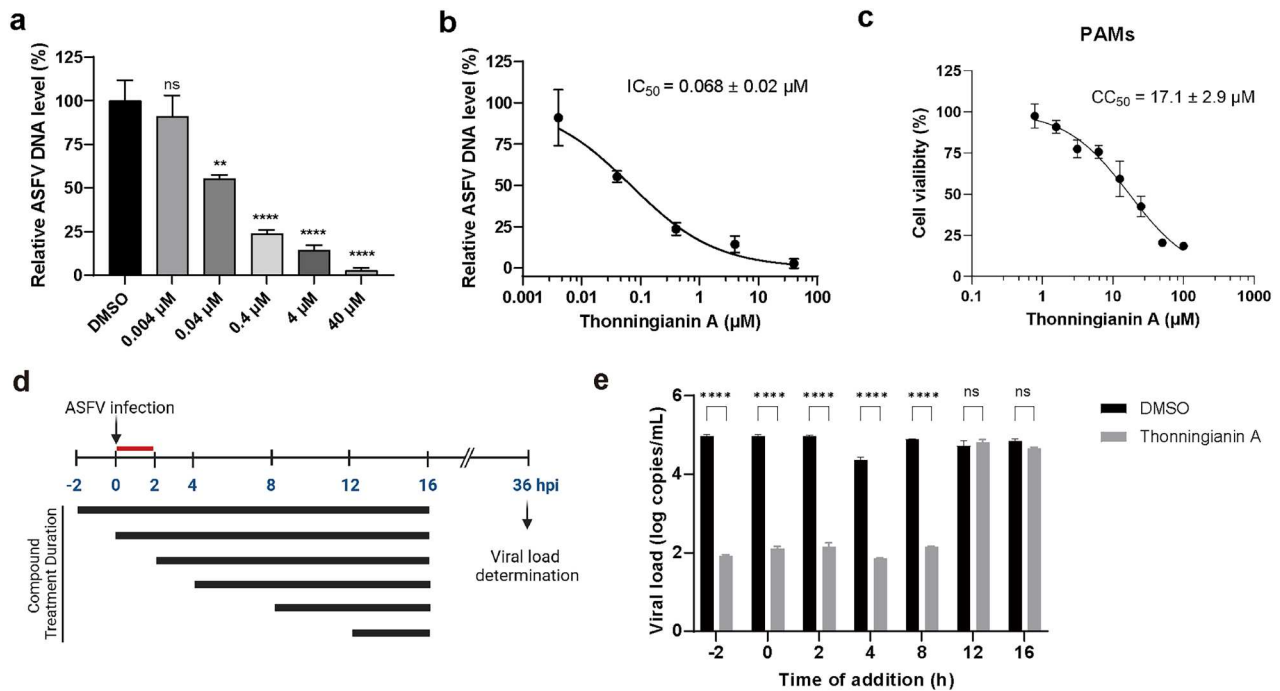 a
Relative ASFV DNA level (%)
125
100
75
50
25
0
ns
**
****
****
****
DMSO
0.004 µM
0.04 µM
0.4 µM
4 µM
40 µM
b
Relative ASFV DNA level (%)
125
100
75
50
25
0
IC50 = 0.068 ± 0.02 µM
0.001
0.01
0.1
1
10
100
Thonningianin A (µM)
c
PAMs
Cell vialibity (%)
125
100
75
50
25
0
CC50 = 17.1 ± 2.9 µM
0.1
1
10
100
1000
Thonningianin A (µM)
d
ASFV infection
-2
0
2
4
8
12
16
36 hpi
Compound
Treatment Duration
Viral load
determination
e
Viral load (log copies/mL)
6
4
2
0
****
****
****
****
****
ns
ns
DMSO
Thonningianin A
-2
0
2
4
8
12
16
Time of addition (h)